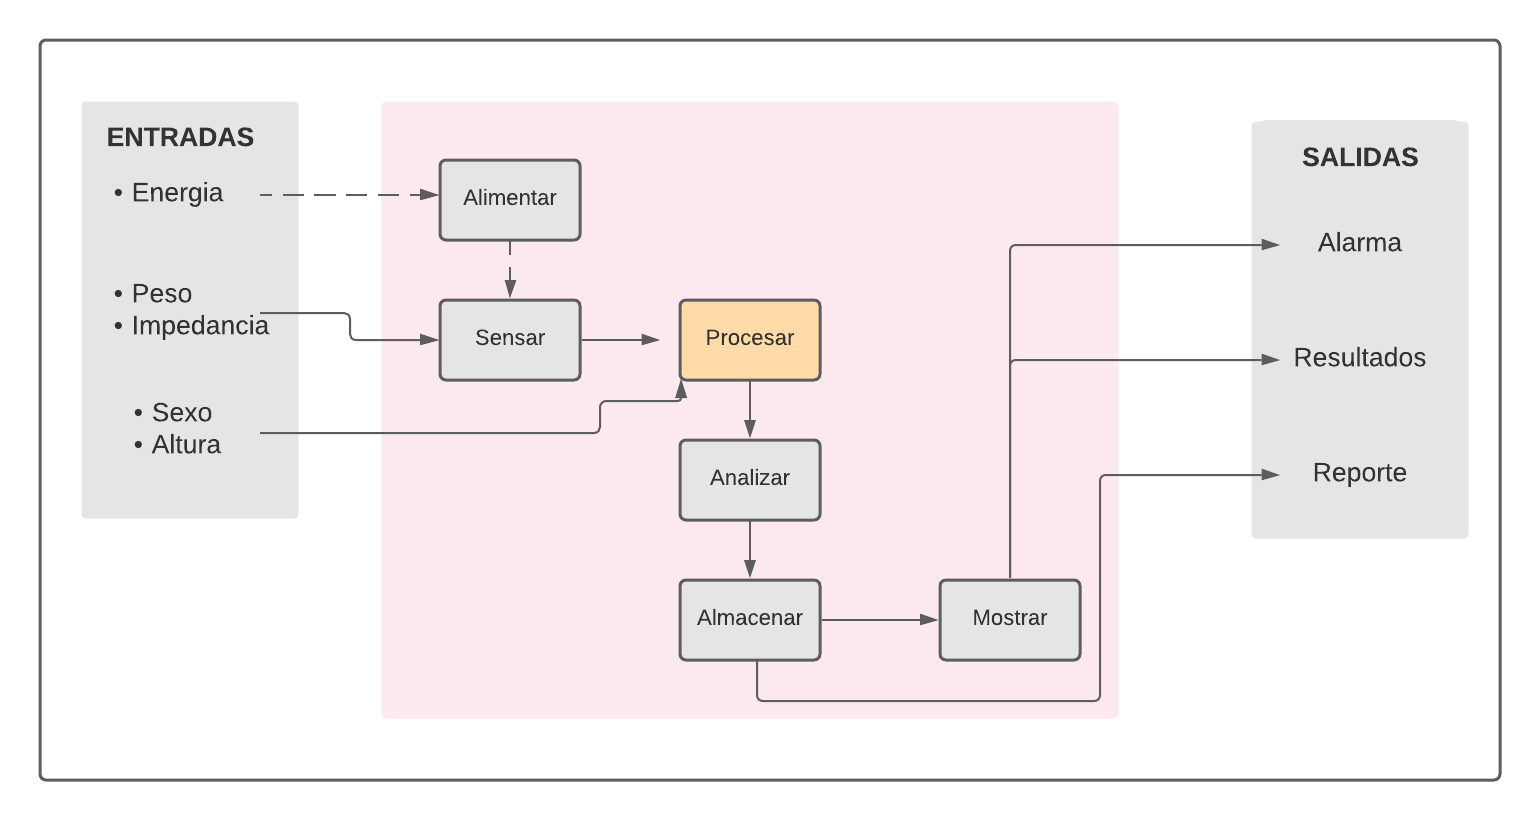 ENTRADAS
• Energia
• Peso
• Impedancia
• Sexo
• Altura
Alimentar
Sensar
Procesar
Analizar
Almacenar
Mostrar
SALIDAS
Alarma
Resultados
Reporte